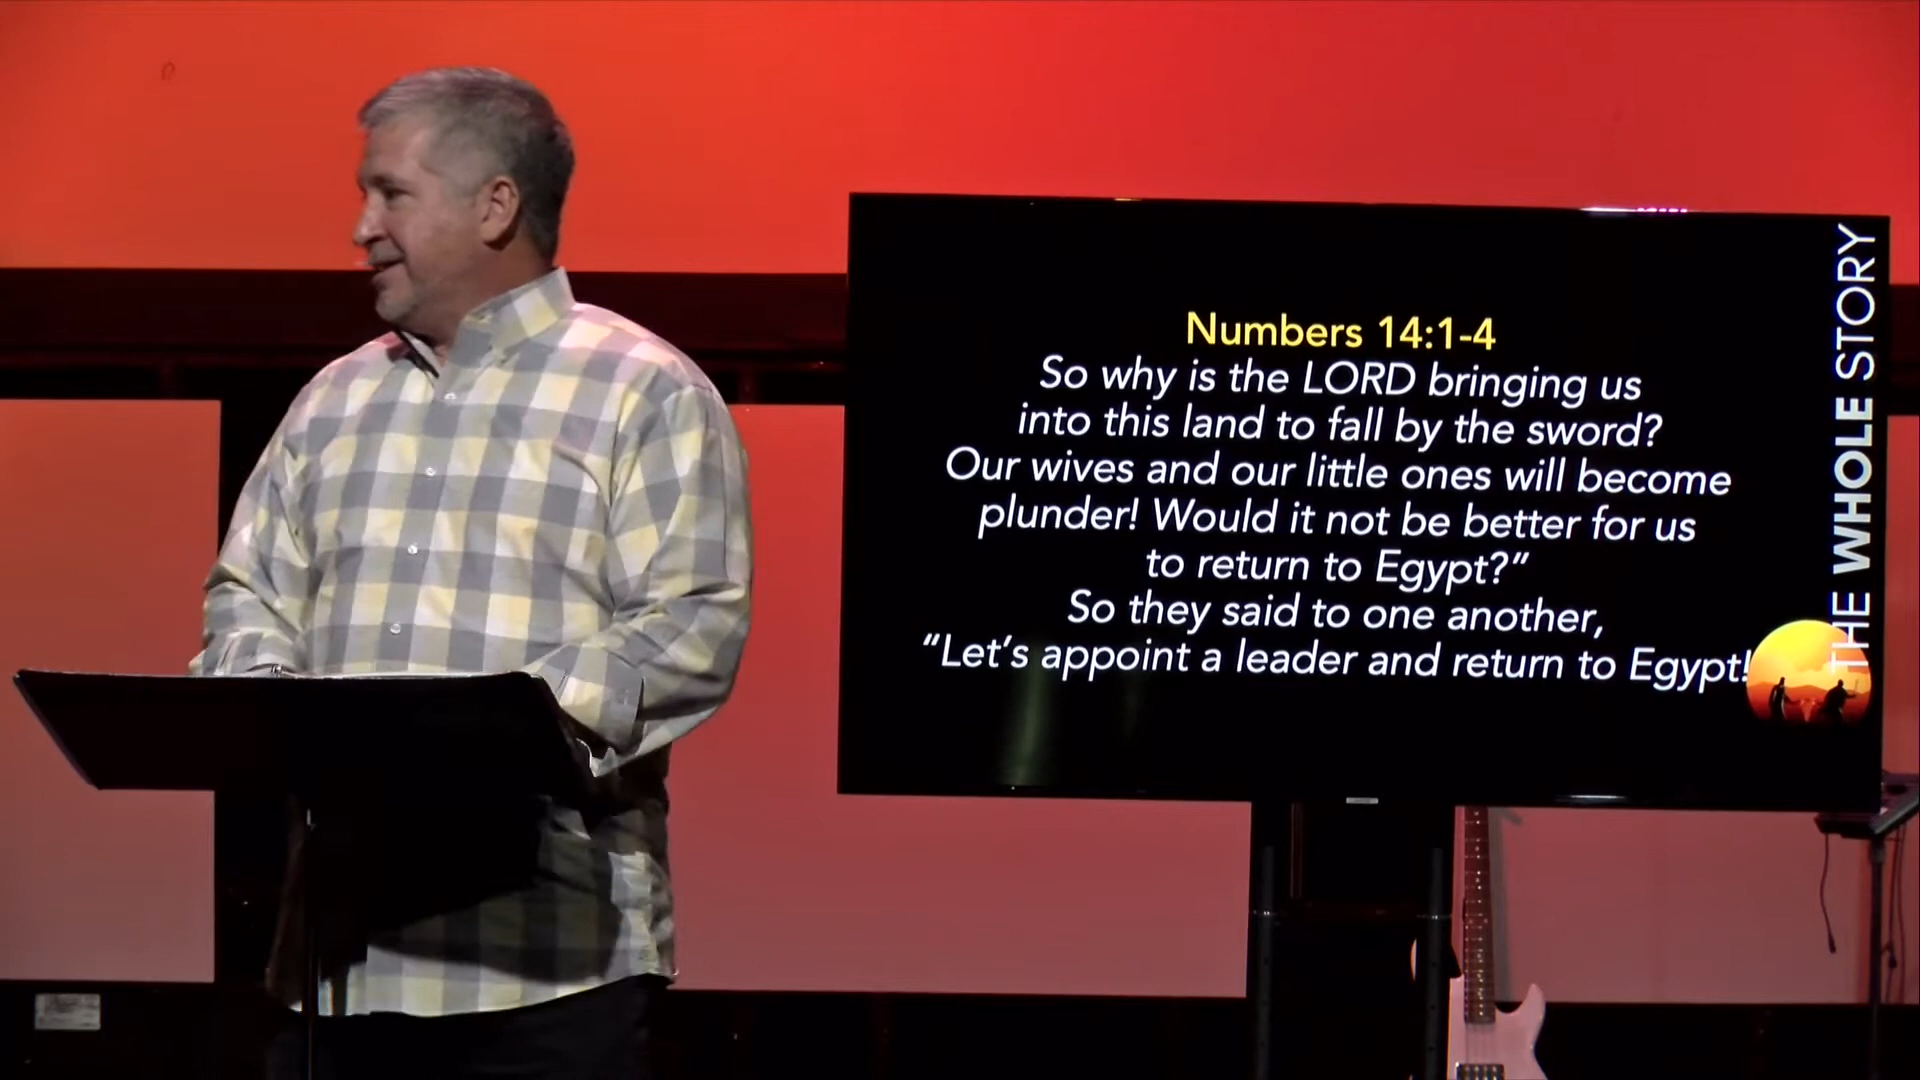 Numbers 14:1-4
So why is the LORD bringing us
into this land to fall by the sword?
Our wives and our little ones will become
plunder! Would it not be better for us
to return to Egypt?”
So they said to one another,
“Let’s appoint a leader and return to Egypt!
THE WHOLE STORY